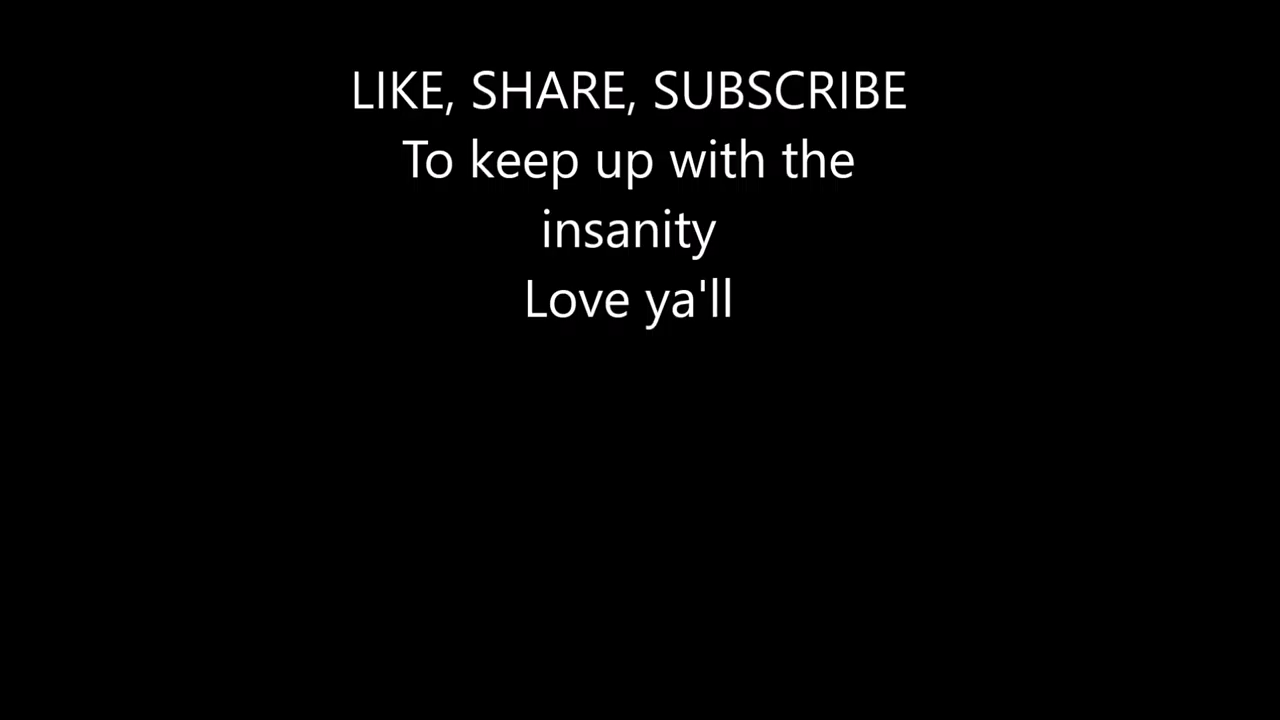 LIKE, SHARE, SUBSCRIBE
To keep up with the
insanity
Love ya'll